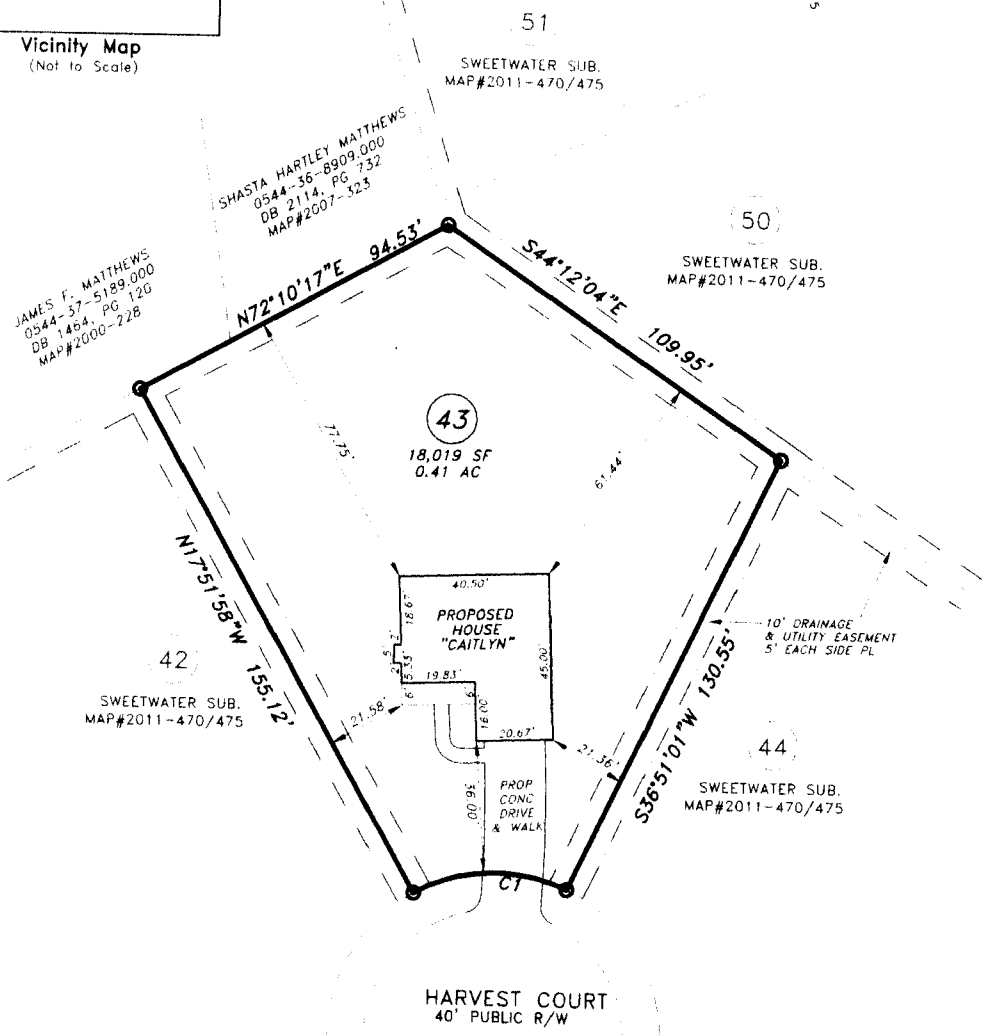 Vicinity Map
(Not to Scale)
51
SWEETWATER SUB.
MAP#2011-470/475
5
SHASTA HARTLEY MATTHEWS
0544-36-8909.000
DB 2114, PG 732
MAP#2007-323
JAMES F. MATTHEWS
0544-37-5189.000
DB 1464, PG 120
MAP#2000-228
N72°10'17"E 94.53'
S44°12'04"E 109.95'
50
SWEETWATER SUB.
MAP#2011-470/475
43
18,019 SF
0.41 AC
77.75'
61.44'
N17°51'58"W 155.12'
40.50'
18.67'
PROPOSED
HOUSE
"CAITLYN"
2'
5'
2'
5.33'
45.00'
19.83'
6'
6'
16.00'
20.67'
21.58'
21.36'
42
SWEETWATER SUB.
MAP#2011-470/475
10' DRAINAGE
& UTILITY EASEMENT
5' EACH SIDE PL
S36°51'01"W 130.55'
44
SWEETWATER SUB.
MAP#2011-470/475
36.00'
PROP
CONC
DRIVE
& WALK
C1
HARVEST COURT
40' PUBLIC R/W